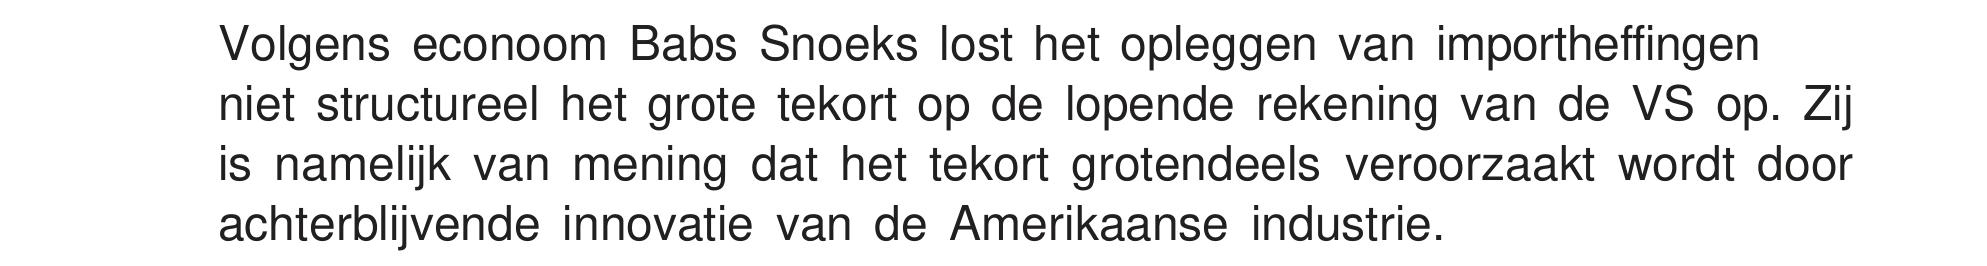 Volgens econoom Babs Snoeks lost het opleggen van importheffingen
niet structureel het grote tekort op de lopende rekening van de VS op. Zij
is namelijk van mening dat het tekort grotendeels veroorzaakt wordt door
achterblijvende innovatie van de Amerikaanse industrie.